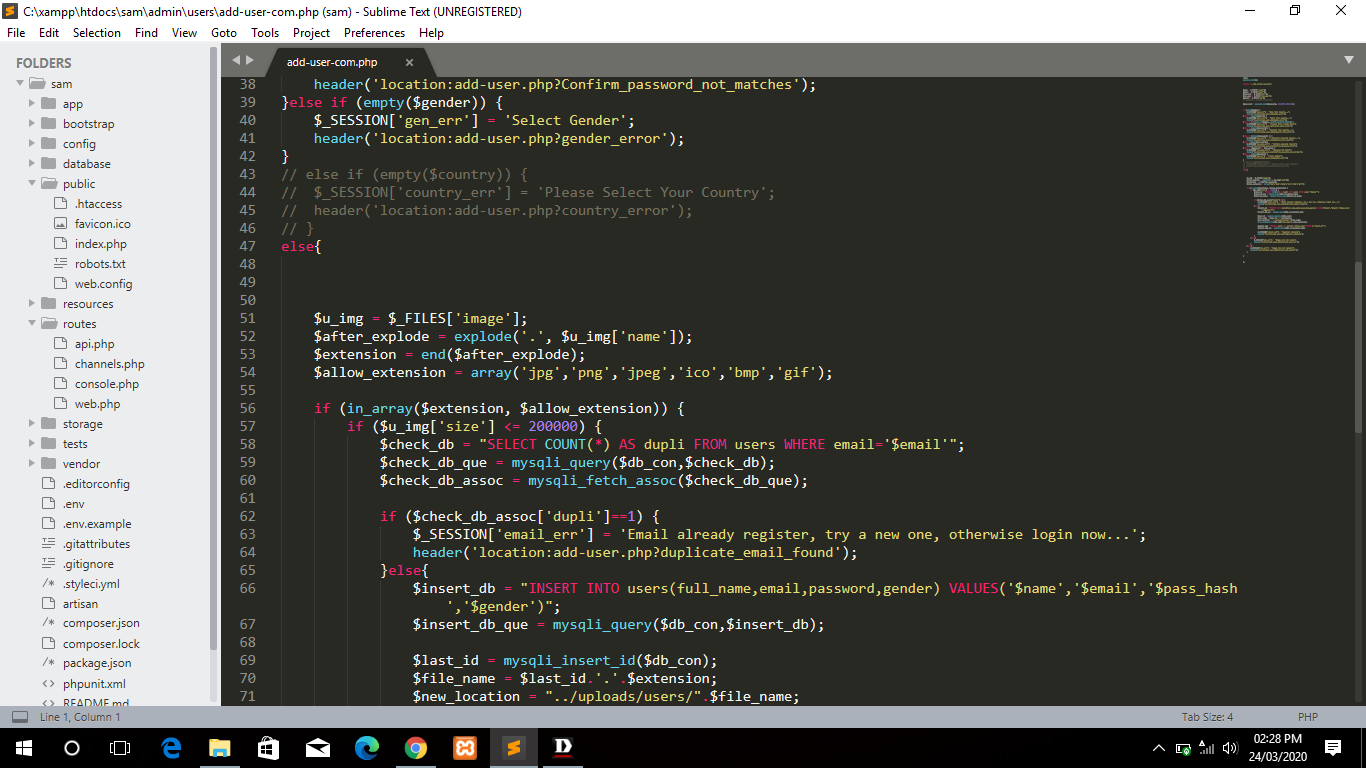 C:\xampp\htdocs\sam\admin\users\add-user-com.php (sam) - Sublime Text (UNREGISTERED)
File Edit Selection Find View Goto Tools Project Preferences Help
FOLDERS
sam
app
bootstrap
config
database
public
.htaccess
favicon.ico
index.php
robots.txt
web.config
resources
routes
api.php
channels.php
console.php
web.php
storage
tests
vendor
.editorconfig
.env
.env.example
.gitattributes
.gitignore
.styleci.yml
artisan
composer.json
composer.lock
package.json
phpunit.xml
README.md
add-user-com.php
38 header('location:add-user.php?Confirm_password_not_matches');
39 }else if (empty($gender)) {
40 $_SESSION['gen_err'] = 'Select Gender';
41 header('location:add-user.php?gender_error');
42 }
43 // else if (empty($country)) {
44 // $_SESSION['country_err'] = 'Please Select Your Country';
45 // header('location:add-user.php?country_error');
46 // }
47 else{
48
49
50
51 $u_img = $_FILES['image'];
52 $after_explode = explode('.', $u_img['name']);
53 $extension = end($after_explode);
54 $allow_extension = array('jpg','png','jpeg','ico','bmp','gif');
55
56 if (in_array($extension, $allow_extension)) {
57 if ($u_img['size'] <= 200000) {
58 $check_db = "SELECT COUNT(*) AS dupli FROM users WHERE email='$email'";
59 $check_db_que = mysqli_query($db_con,$check_db);
60 $check_db_assoc = mysqli_fetch_assoc($check_db_que);
61
62 if ($check_db_assoc['dupli']==1) {
63 $_SESSION['email_err'] = 'Email already register, try a new one, otherwise login now...';
64 header('location:add-user.php?duplicate_email_found');
65 }else{
66 $insert_db = "INSERT INTO users(full_name,email,password,gender) VALUES('$name','$email','$pass_hash
','$gender')";
67 $insert_db_que = mysqli_query($db_con,$insert_db);
68
69 $last_id = mysqli_insert_id($db_con);
70 $file_name = $last_id.'.'.$extension;
71 $new_location = "../uploads/users/".$file_name;
Line 1, Column 1
Tab Size: 4
PHP
02:28 PM
24/03/2020